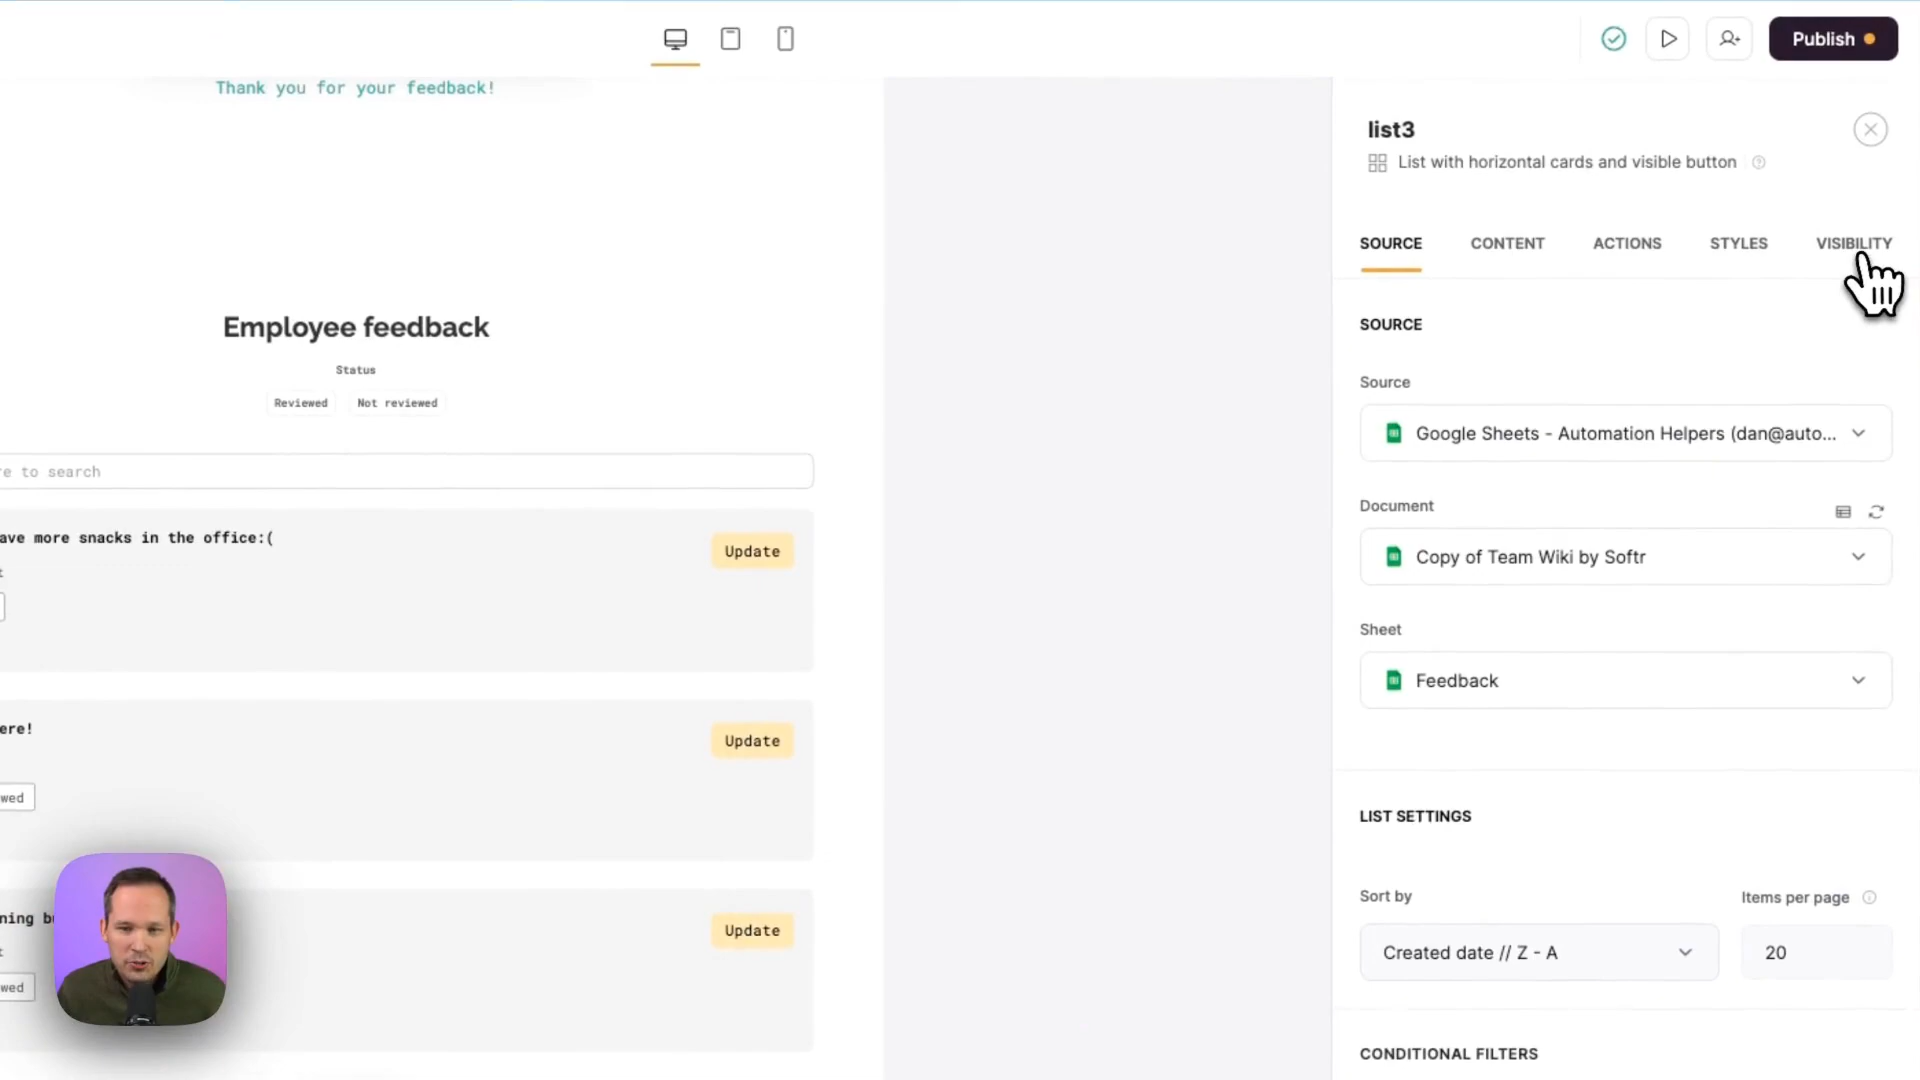 Publish
Thank you for your feedback!
list3
List with horizontal cards and visible button
SOURCE CONTENT ACTIONS STYLES VISIBILITY
SOURCE
Employee feedback
Status
Reviewed Not reviewed
Source
Google Sheets - Automation Helpers (dan@auto...
re to search
Document
ave more snacks in the office:(
Update
Copy of Team Wiki by Softr
t
Sheet
Feedback
ere!
Update
wed
LIST SETTINGS
Sort by
Items per page
ning bu
Update
t
Created date // Z - A
20
wed
CONDITIONAL FILTERS